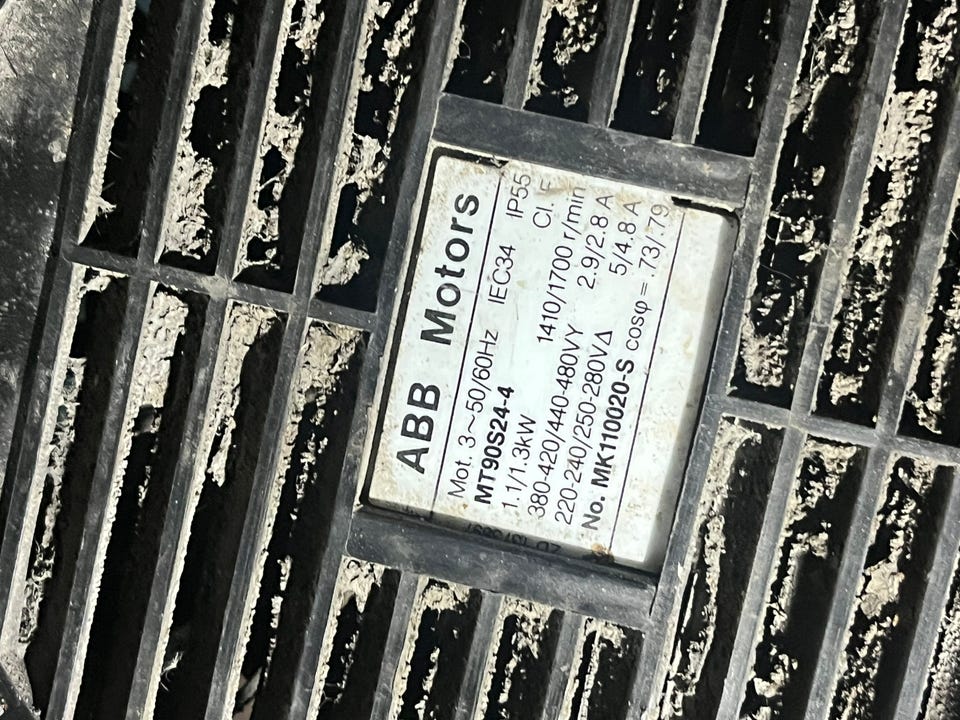 ABB Motors
Mot. 3~50/60Hz IEC34 IP55
MT90S24-4 Cl. F
1.1/1.3kW 1410/1700 r/min
380-420/440-480VY 2.9/2.8 A
220-240/250-280VΔ 5/4.8 A
No. MK110020-S cosφ = .73/.79